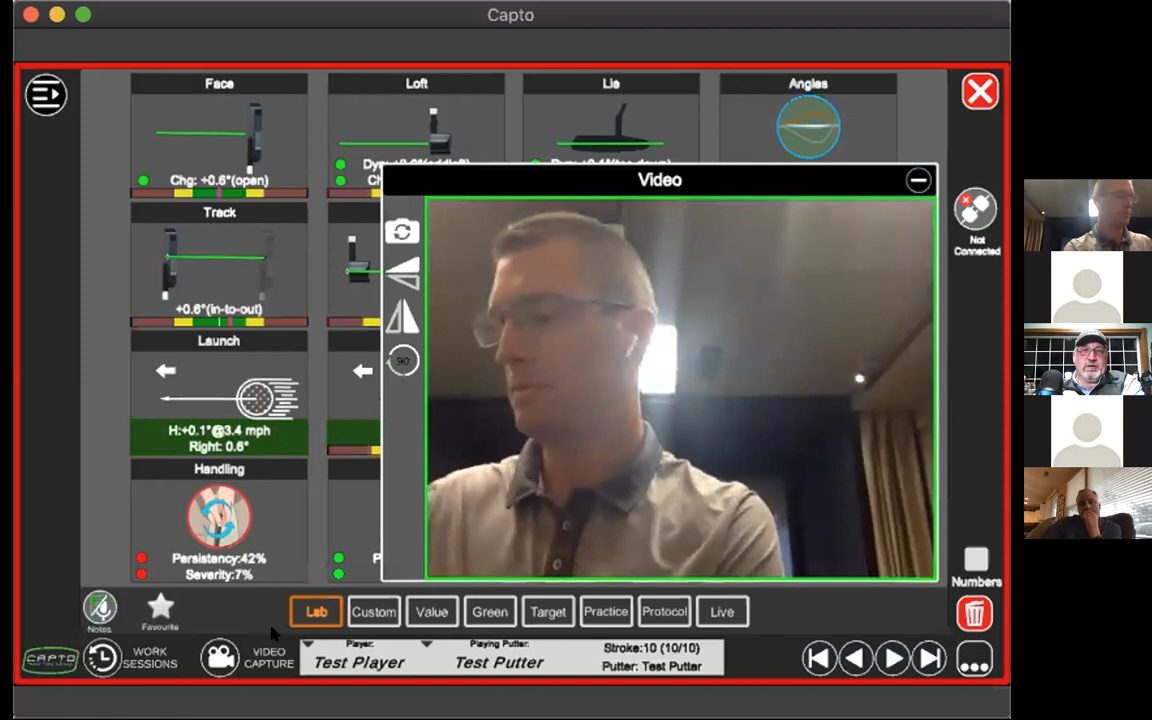 Capto
Face
Loft
Lie
Angles
Chg: +0.6°(open)
Video
Track
+0.6°(in-to-out)
Not
Connected
Launch
90
H:+0.1°@3.4 mph
Right: 0.6°
Handling
Persistency:42%
Severity:7%
Numbers
Notes
Favourite
Lab
Custom
Value
Green
Target
Practice
Protocol
Live
CAPTO
WORK
SESSIONS
VIDEO
CAPTURE
Player:
Test Player
Playing Putter:
Test Putter
Stroke:10 (10/10)
Putter: Test Putter